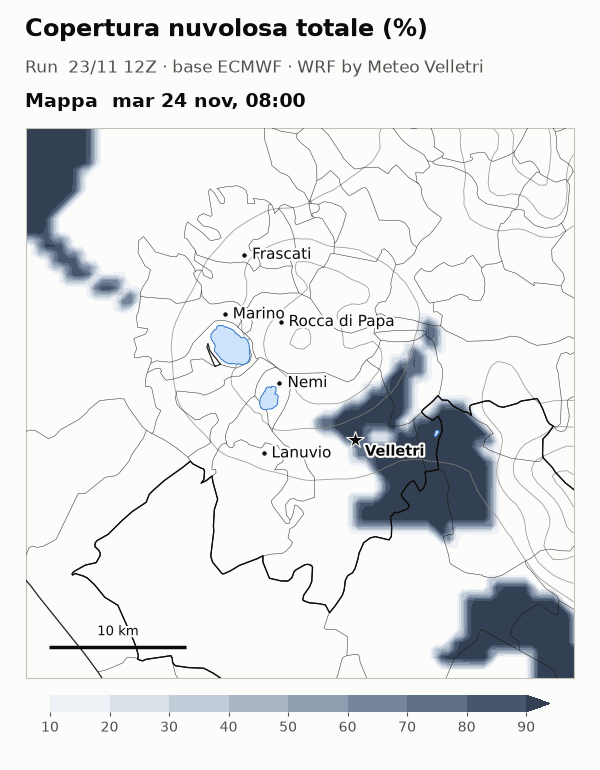 Copertura nuvolosa totale (%)
Run  23/11 12Z · base ECMWF · WRF by Meteo Velletri
Mappa  mar 24 nov, 08:00
Frascati
Marino
Rocca di Papa
Nemi
Velletri
Lanuvio
10 km
10 20 30 40 50 60 70 80 90